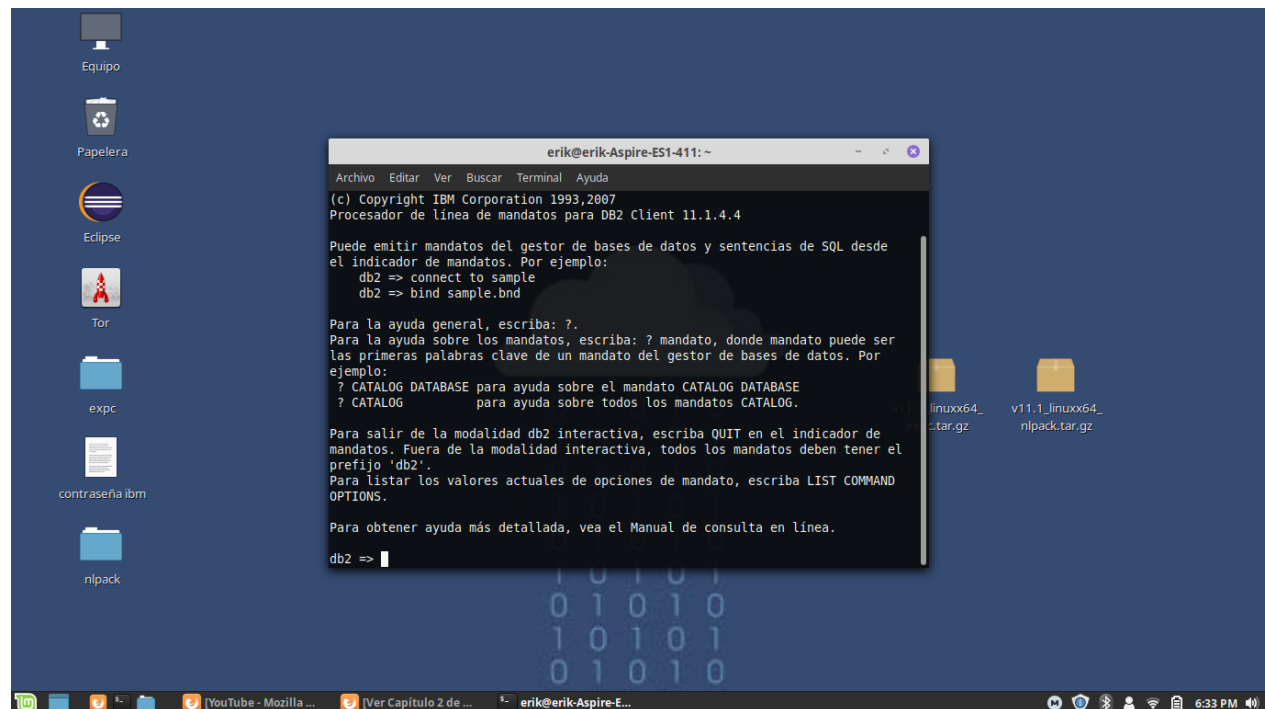 Equipo
Papelera
Eclipse
Tor
expc
contraseña ibm
nlpack
erik@erik-Aspire-ES1-411: ~
Archivo Editar Ver Buscar Terminal Ayuda
(c) Copyright IBM Corporation 1993,2007
Procesador de línea de mandatos para DB2 Client 11.1.4.4
Puede emitir mandatos del gestor de bases de datos y sentencias de SQL desde
el indicador de mandatos. Por ejemplo:
db2 => connect to sample
db2 => bind sample.bnd
Para la ayuda general, escriba: ?.
Para la ayuda sobre los mandatos, escriba: ? mandato, donde mandato puede ser
las primeras palabras clave de un mandato del gestor de bases de datos. Por
ejemplo:
? CATALOG DATABASE para ayuda sobre el mandato CATALOG DATABASE
? CATALOG para ayuda sobre todos los mandatos CATALOG.
Para salir de la modalidad db2 interactiva, escriba QUIT en el indicador de
mandatos. Fuera de la modalidad interactiva, todos los mandatos deben tener el
prefijo 'db2'.
Para listar los valores actuales de opciones de mandato, escriba LIST COMMAND
OPTIONS.
Para obtener ayuda más detallada, vea el Manual de consulta en línea.
db2 =>
linuxx64_
c.tar.gz
v11.1_linuxx64_
nlpack.tar.gz
1 0 1 0 1
0 1 0 1 0
1 0 1 0 1
0 1 0 1 0
[YouTube - Mozilla ...
[Ver Capítulo 2 de ...
erik@erik-Aspire-E...
6:33 PM